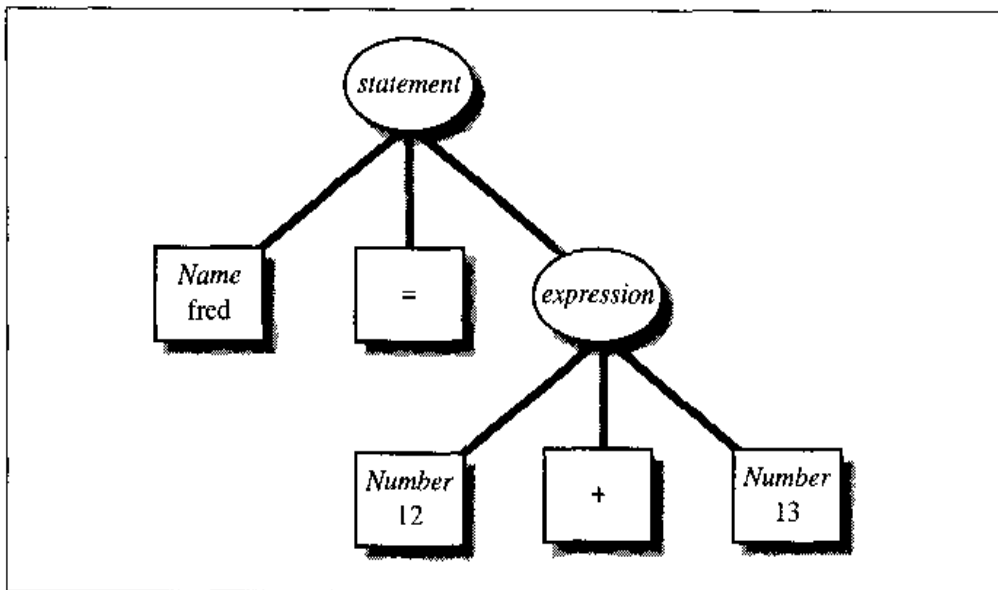 statement
Name
fred
=
expression
Number
12
+
Number
13